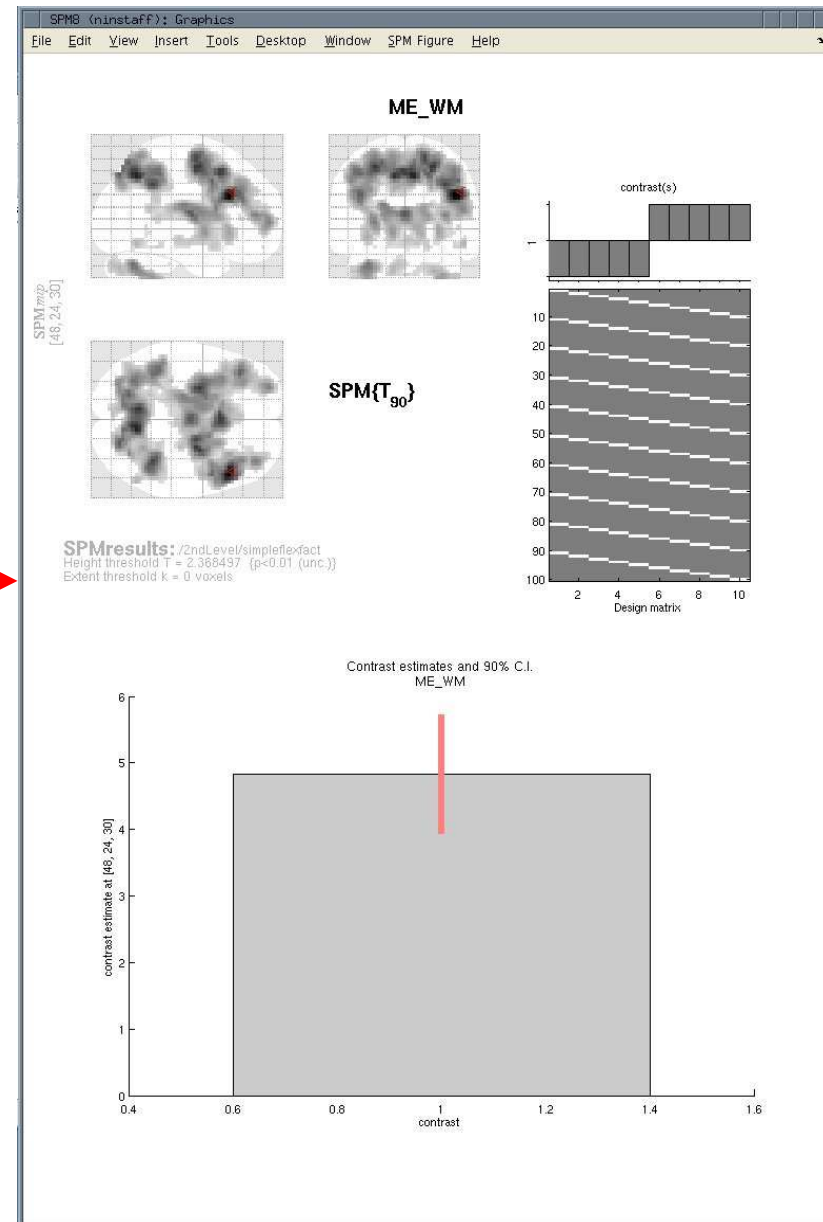 SPM8 (ninstaff): Graphics
File Edit View Insert Tools Desktop Window SPM Figure Help
ME_WM
SPMmip
[48, 24, 30]
SPM{T90}
contrast(s)
1
10
20
30
40
50
60
70
80
90
100
2 4 6 8 10
Design matrix
SPMresults: ./2ndLevel/simpleflexfact
Height threshold T = 2.368497 {p<0.01 (unc.)}
Extent threshold k = 0 voxels
Contrast estimates and 90% C.I.
ME_WM
contrast estimate at [48, 24, 30]
6
5
4
3
2
1
0
0.4 0.6 0.8 1 1.2 1.4 1.6
contrast